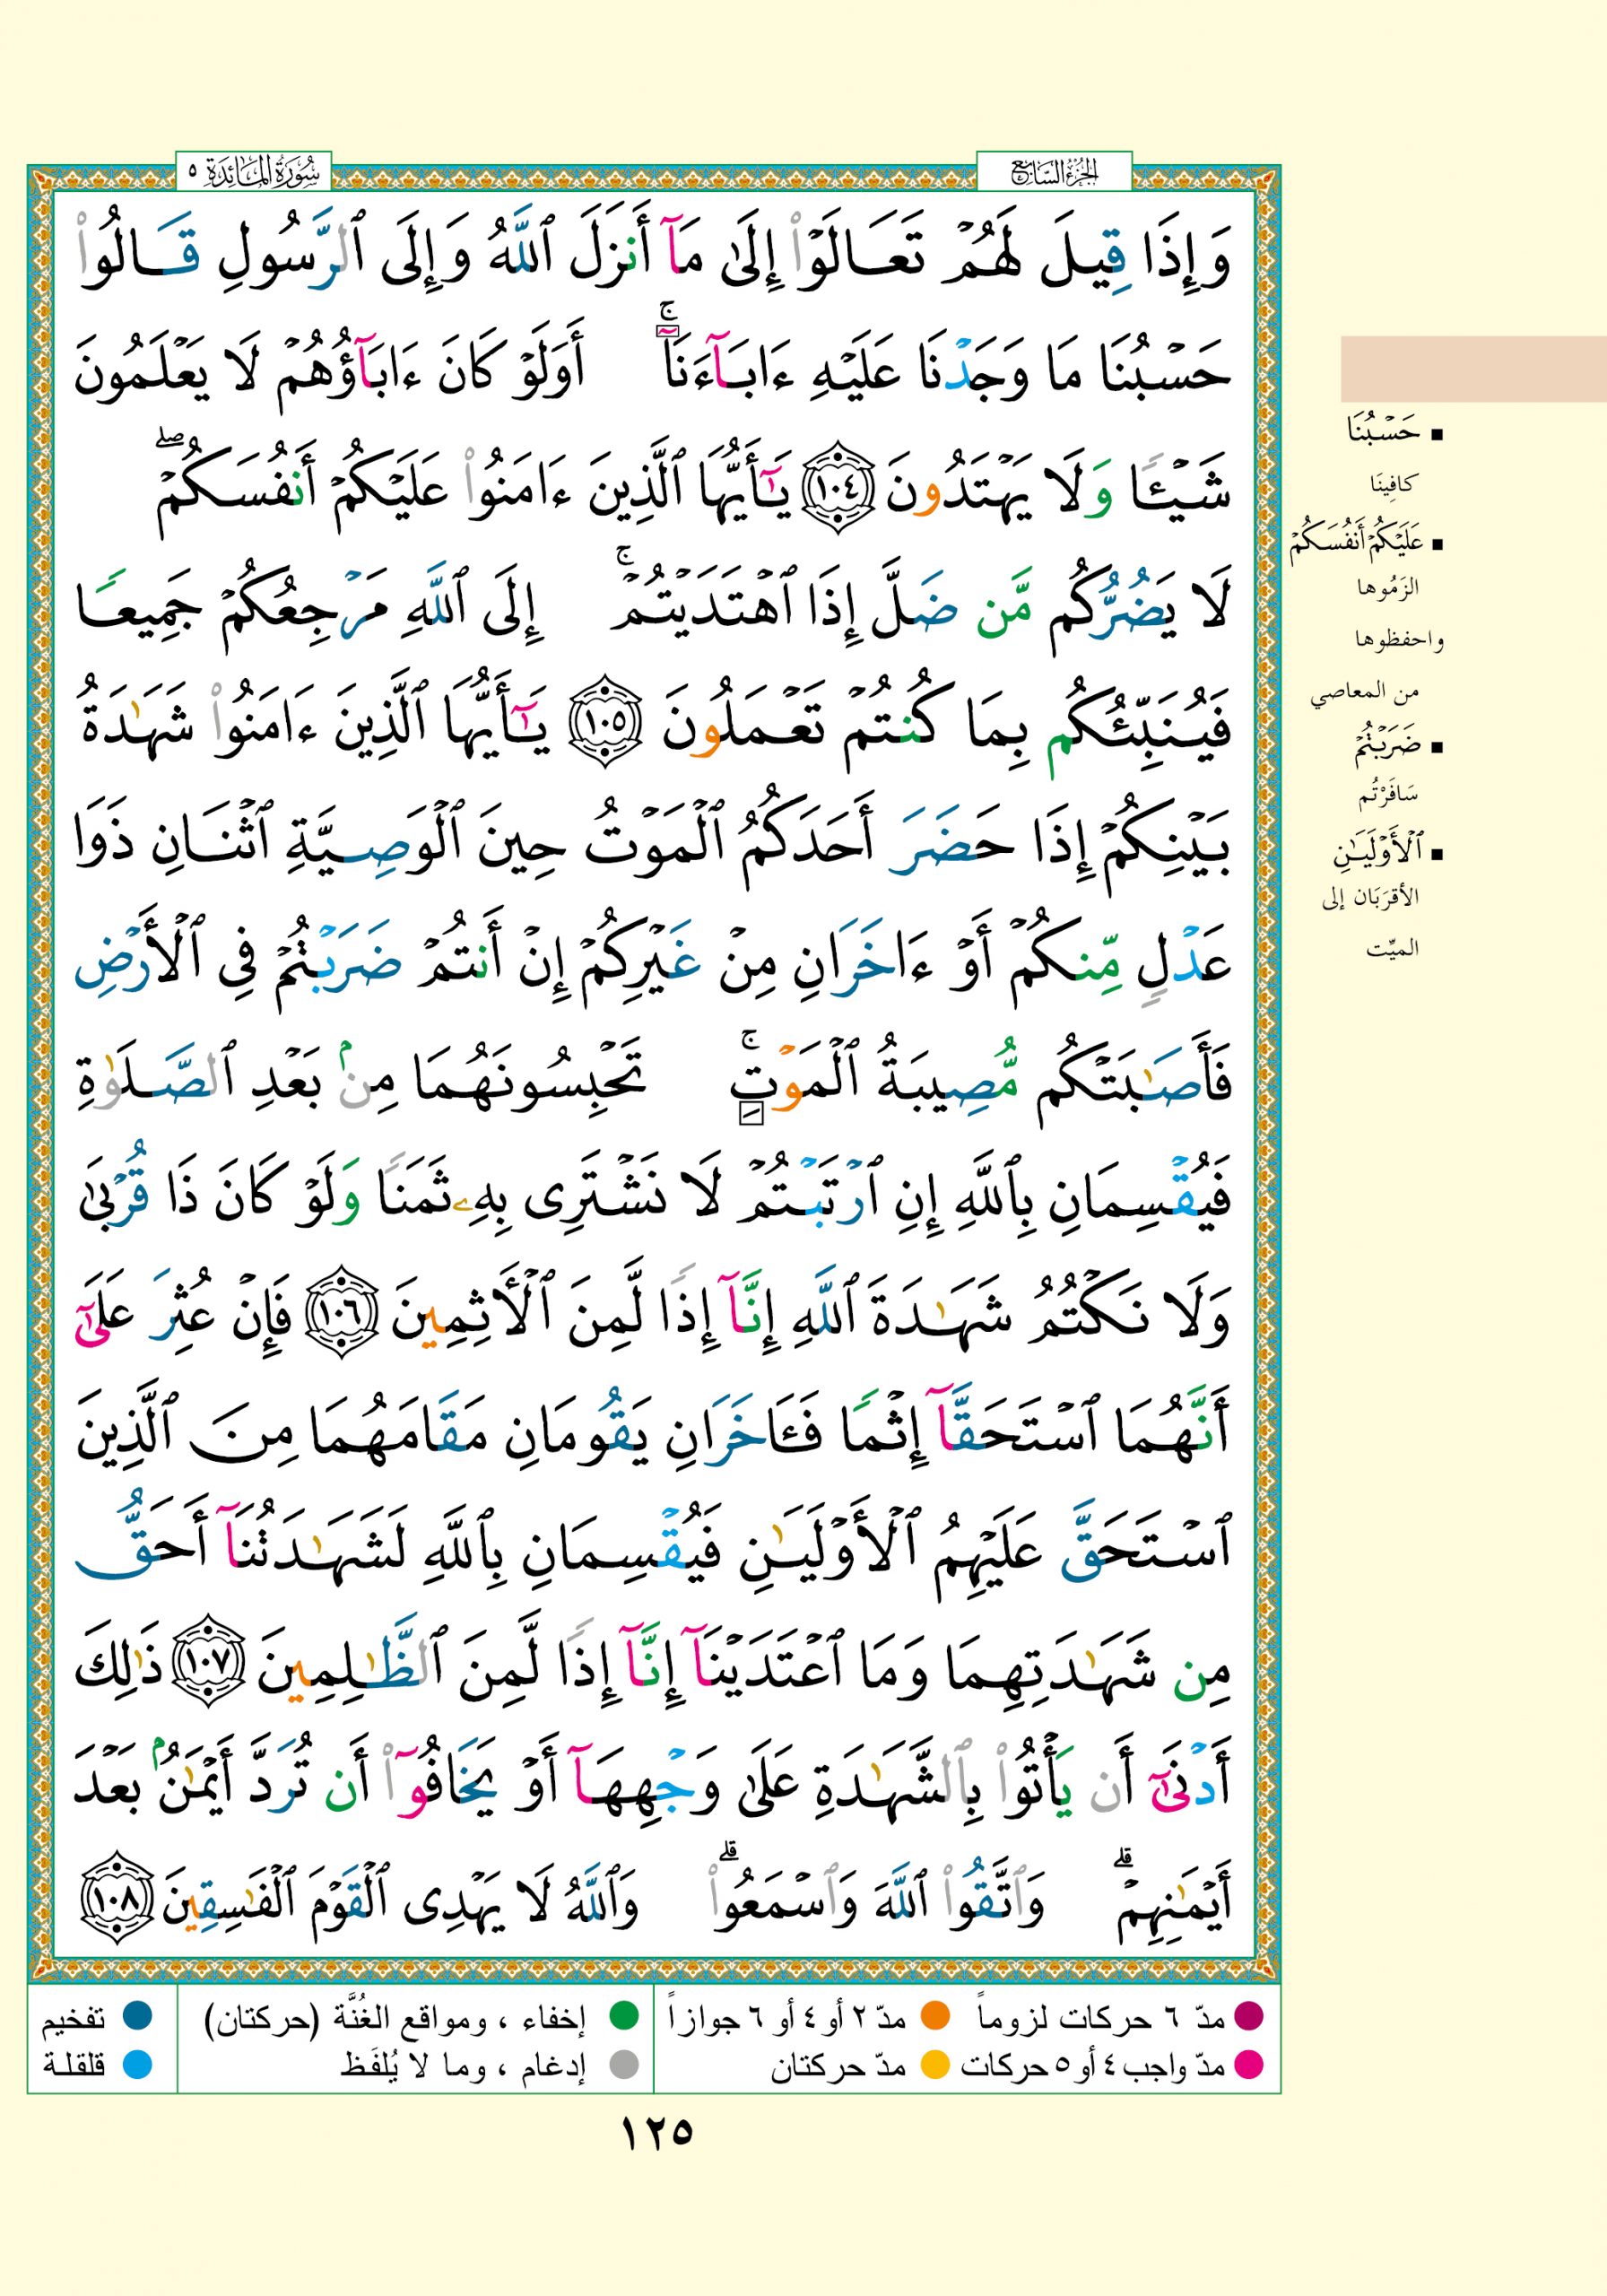 الجزء السابع
سورة المائدة ٥
وَإِذَا قِيلَ لَهُمْ تَعَالَوْا۟ إِلَىٰ مَآ أَنزَلَ ٱللَّهُ وَإِلَى ٱلرَّسُولِ قَالُوا۟
حَسْبُنَا مَا وَجَدْنَا عَلَيْهِ ءَابَآءَنَآ ۚ أَوَلَوْ كَانَ ءَابَآؤُهُمْ لَا يَعْلَمُونَ
شَيْـًٔا وَلَا يَهْتَدُونَ ١٠٤ يَـٰٓأَيُّهَا ٱلَّذِينَ ءَامَنُوا۟ عَلَيْكُمْ أَنفُسَكُمْ ۖ
لَا يَضُرُّكُم مَّن ضَلَّ إِذَا ٱهْتَدَيْتُمْ ۚ إِلَى ٱللَّهِ مَرْجِعُكُمْ جَمِيعًا
فَيُنَبِّئُكُم بِمَا كُنتُمْ تَعْمَلُونَ ١٠٥ يَـٰٓأَيُّهَا ٱلَّذِينَ ءَامَنُوا۟ شَهَـٰدَةُ
بَيْنِكُمْ إِذَا حَضَرَ أَحَدَكُمُ ٱلْمَوْتُ حِينَ ٱلْوَصِيَّةِ ٱثْنَانِ ذَوَا
عَدْلٍ مِّنكُمْ أَوْ ءَاخَرَانِ مِنْ غَيْرِكُمْ إِنْ أَنتُمْ ضَرَبْتُمْ فِى ٱلْأَرْضِ
فَأَصَـٰبَتْكُم مُّصِيبَةُ ٱلْمَوْتِ ۚ تَحْبِسُونَهُمَا مِنۢ بَعْدِ ٱلصَّلَوٰةِ
فَيُقْسِمَانِ بِٱللَّهِ إِنِ ٱرْتَبْتُمْ لَا نَشْتَرِى بِهِۦ ثَمَنًا وَلَوْ كَانَ ذَا قُرْبَىٰ
وَلَا نَكْتُمُ شَهَـٰدَةَ ٱللَّهِ إِنَّآ إِذًا لَّمِنَ ٱلْـَٔاثِمِينَ ١٠٦ فَإِنْ عُثِرَ عَلَىٰٓ
أَنَّهُمَا ٱسْتَحَقَّآ إِثْمًا فَـَٔاخَرَانِ يَقُومَانِ مَقَامَهُمَا مِنَ ٱلَّذِينَ
ٱسْتَحَقَّ عَلَيْهِمُ ٱلْأَوْلَيَـٰنِ فَيُقْسِمَانِ بِٱللَّهِ لَشَهَـٰدَتُنَآ أَحَقُّ
مِن شَهَـٰدَتِهِمَا وَمَا ٱعْتَدَيْنَآ إِنَّآ إِذًا لَّمِنَ ٱلظَّـٰلِمِينَ ١٠٧ ذَٰلِكَ
أَدْنَىٰٓ أَن يَأْتُوا۟ بِٱلشَّهَـٰدَةِ عَلَىٰ وَجْهِهَآ أَوْ يَخَافُوٓا۟ أَن تُرَدَّ أَيْمَـٰنٌۢ بَعْدَ
أَيْمَـٰنِهِمْ ۗ وَٱتَّقُوا۟ ٱللَّهَ وَٱسْمَعُوا۟ ۗ وَٱللَّهُ لَا يَهْدِى ٱلْقَوْمَ ٱلْفَـٰسِقِينَ ١٠٨
▪ حَسْبُنَا
كافِينَا
▪ عَلَيْكُمْ أَنفُسَكُمْ
الزَمُوها
واحفظوها
من المعاصي
▪ ضَرَبْتُمْ
سَافَرْتُم
▪ ٱلْأَوْلَيَـٰنِ
الأقرَبَان إلى
الميِّت
مدّ ٦ حركات لزوماً ● مدّ ٢ أو ٤ أو ٦ جوازاً ● إخفاء ، ومواقع الغُنَّة (حركتان) ● تفخيم
مدّ واجب ٤ أو ٥ حركات ● مدّ حركتان ● إدغام ، وما لا يُلفَظ ● قلقلة
١٢٥